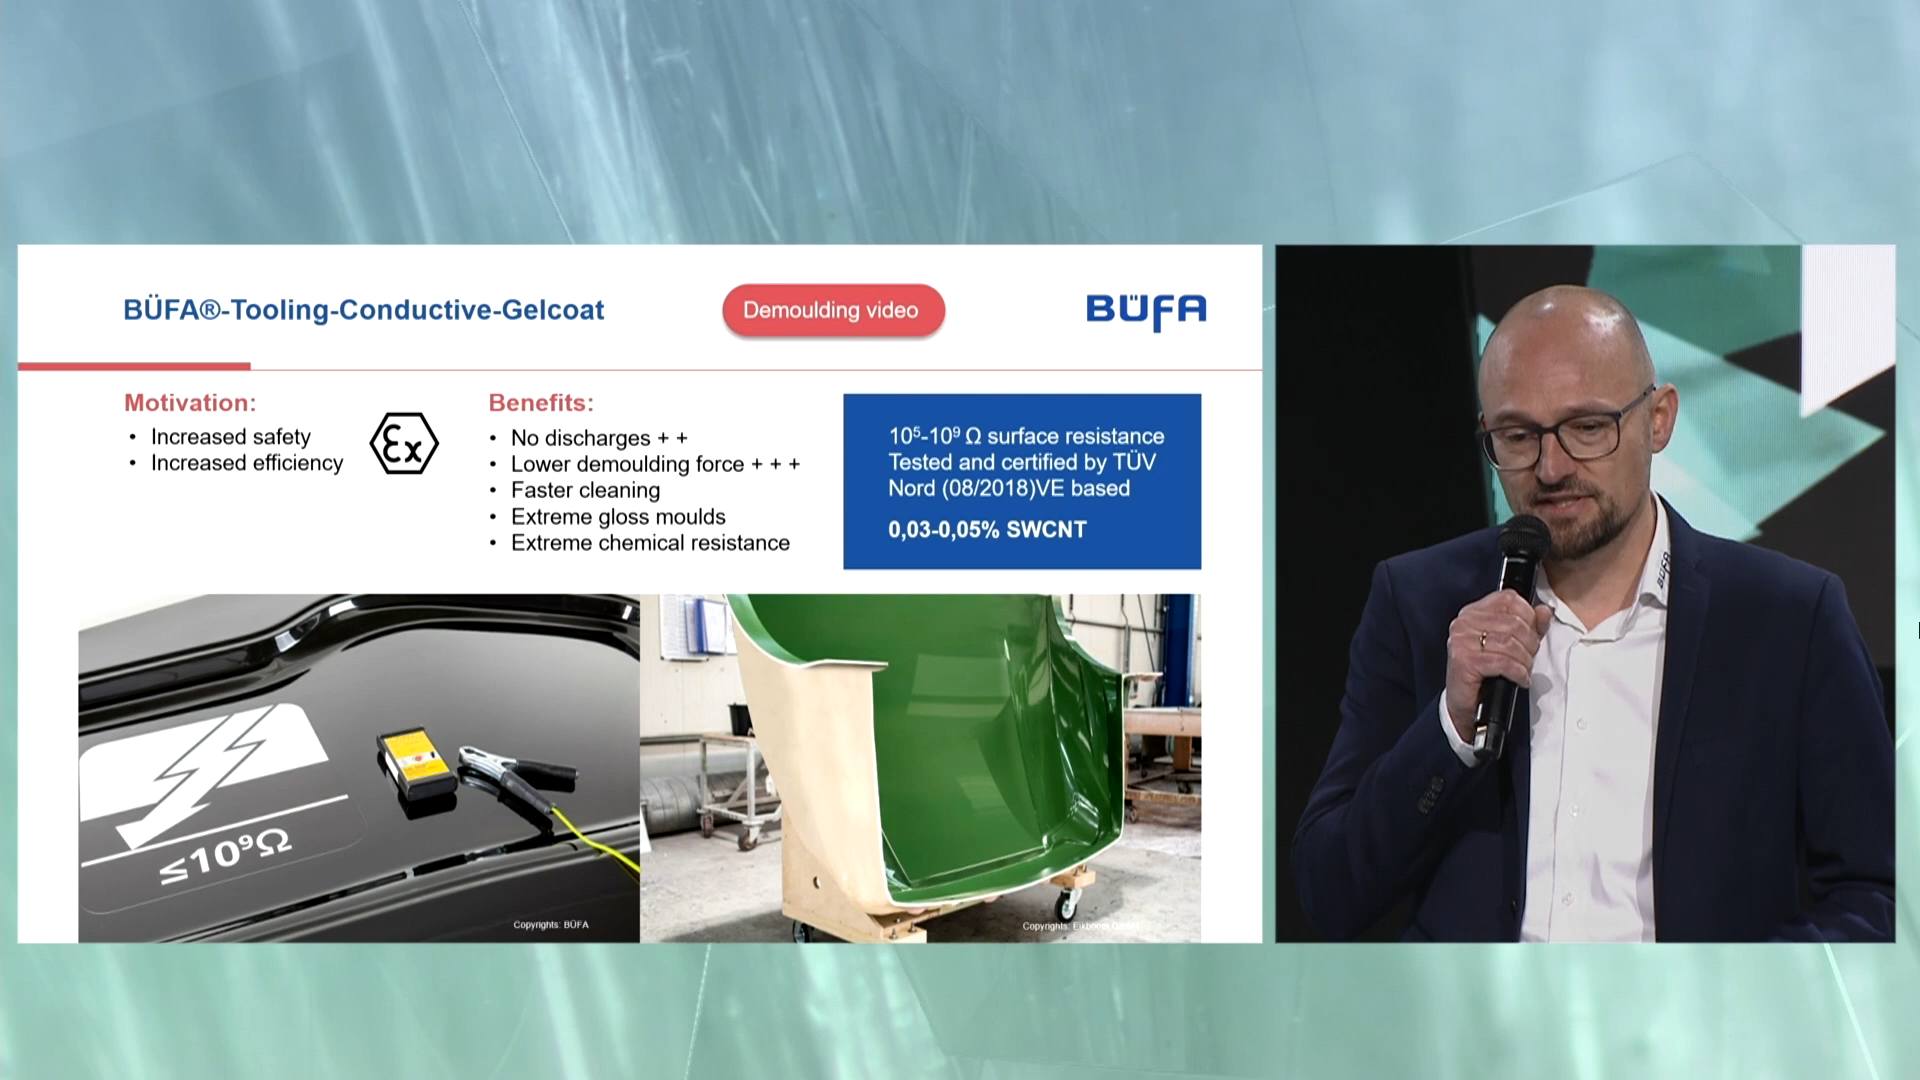 BÜFA®-Tooling-Conductive-Gelcoat
Demoulding video
BÜFA
Motivation:
• Increased safety
• Increased efficiency
Ex
Benefits:
• No discharges + +
• Lower demoulding force + + +
• Faster cleaning
• Extreme gloss moulds
• Extreme chemical resistance
10⁵-10⁹ Ω surface resistance
Tested and certified by TÜV
Nord (08/2018)VE based
0,03-0,05% SWCNT
≤10⁹Ω
Copyrights: BÜFA
Copyrights:
BÜFA